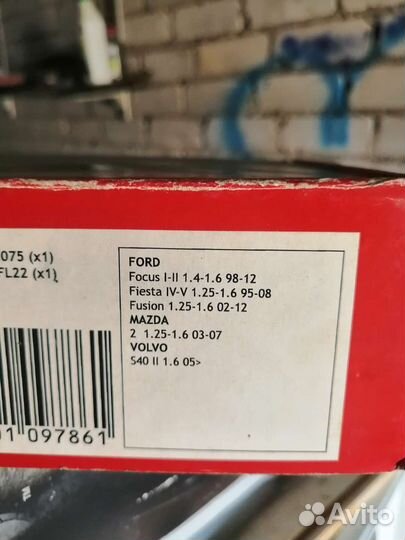 075 (x1)
FL22 (x1)
FORD
Focus I-II 1.4-1.6 98-12
Fiesta IV-V 1.25-1.6 95-08
Fusion 1.25-1.6 02-12
MAZDA
2 1.25-1.6 03-07
VOLVO
S40 II 1.6 05>
01 097861
Avito